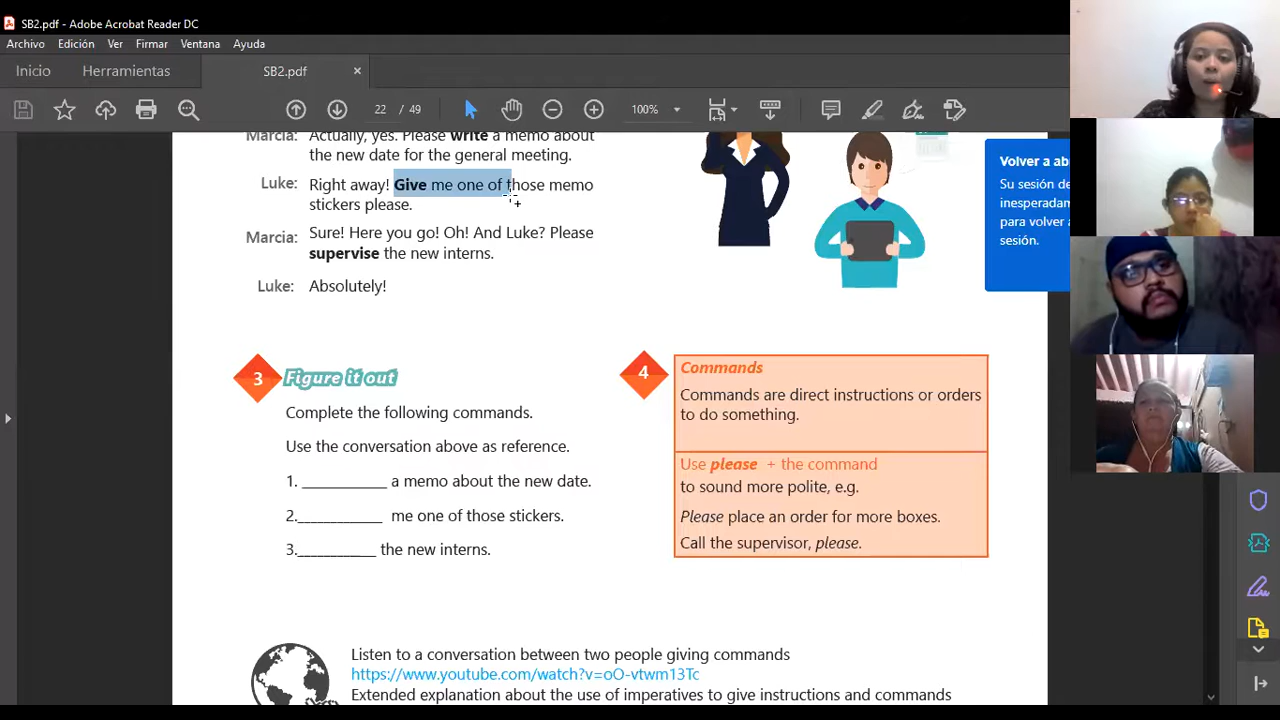 SB2.pdf - Adobe Acrobat Reader DC
Archivo Edición Ver Firmar Ventana Ayuda
Inicio Herramientas SB2.pdf ×
22 / 49 100%
Marcia: Actually, yes. Please write a memo about
the new date for the general meeting.
Luke: Right away! Give me one of those memo
stickers please.
Marcia: Sure! Here you go! Oh! And Luke? Please
supervise the new interns.
Luke: Absolutely!
Volver a ab
Su sesión de
inesperadam
para volver a
sesión.
3 Figure it out
Complete the following commands.
Use the conversation above as reference.
1. __________ a memo about the new date.
2.__________ me one of those stickers.
3.__________ the new interns.
4 Commands
Commands are direct instructions or orders
to do something.
Use please + the command
to sound more polite, e.g.
Please place an order for more boxes.
Call the supervisor, please.
Listen to a conversation between two people giving commands
https://www.youtube.com/watch?v=oO-vtwm13Tc
Extended explanation about the use of imperatives to give instructions and commands